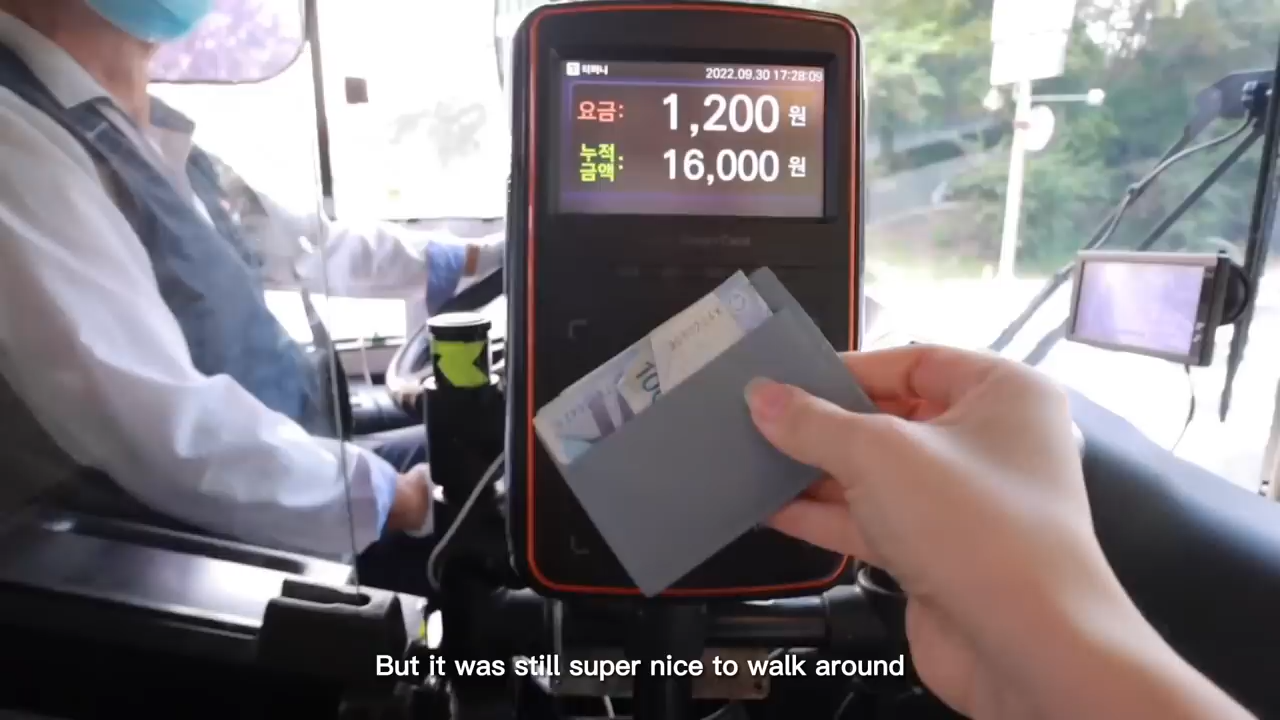 티머니 2022.09.30 17:28:09
요금: 1,200 원
누적
금액: 16,000 원
But it was still super nice to walk around